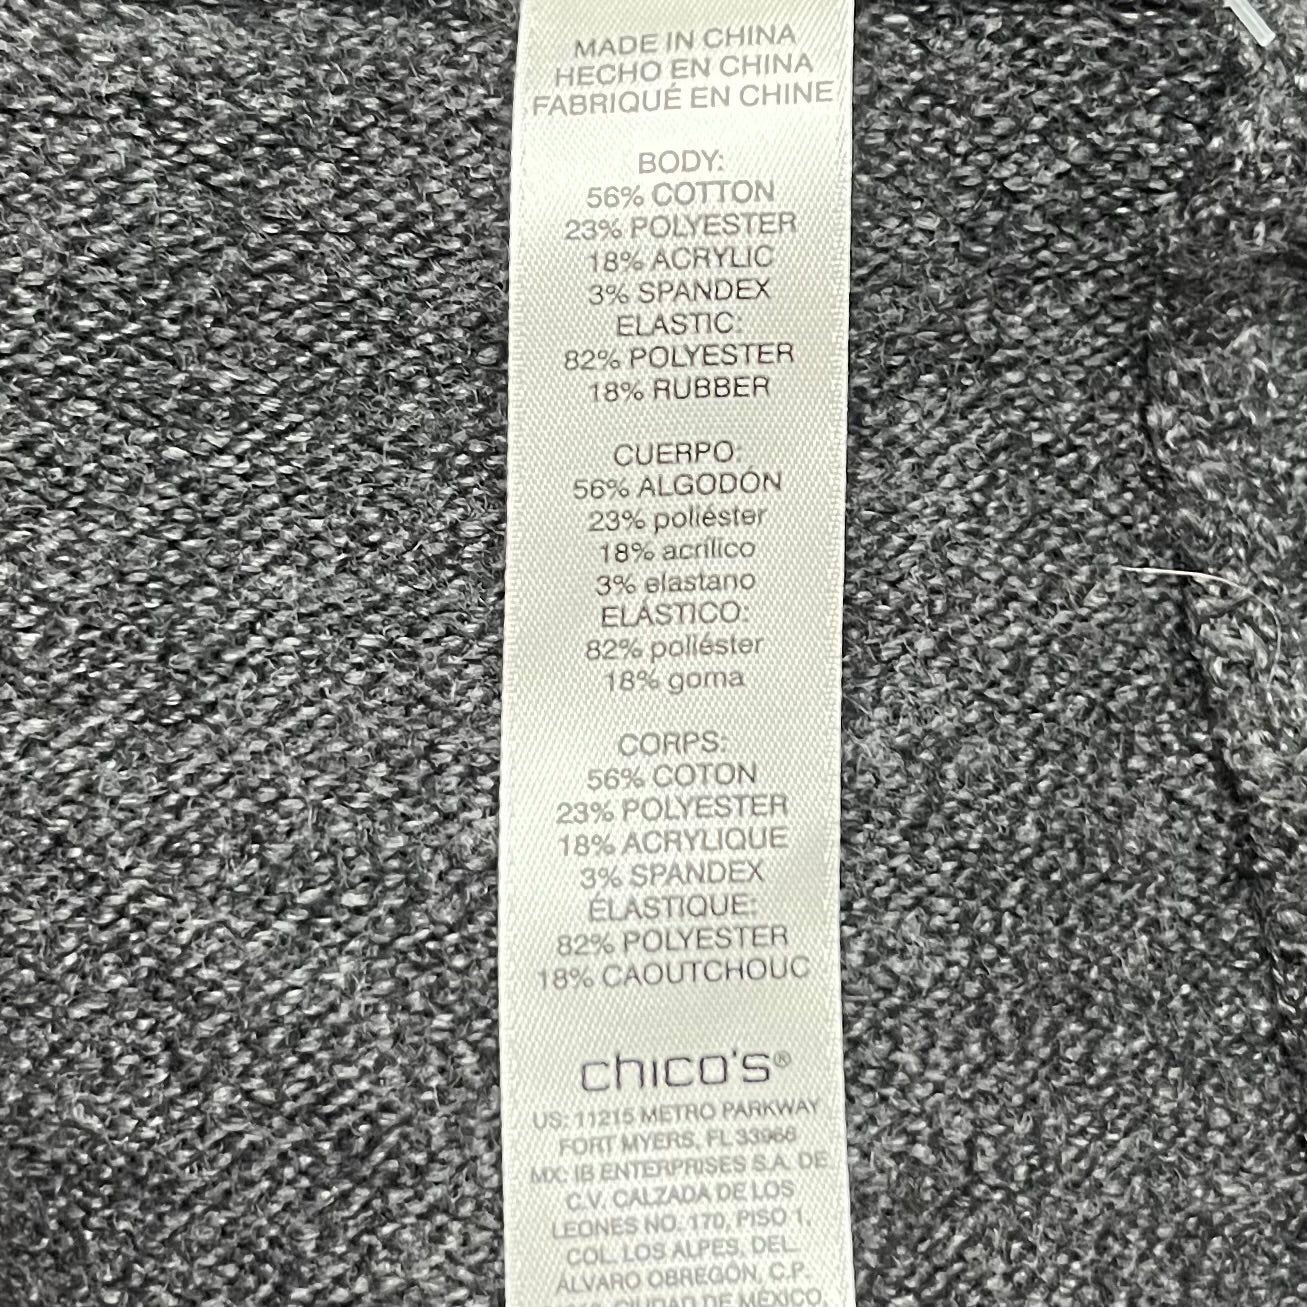 MADE IN CHINA
HECHO EN CHINA
FABRIQUÉ EN CHINE
BODY:
56% COTTON
23% POLYESTER
18% ACRYLIC
3% SPANDEX
ELASTIC:
82% POLYESTER
18% RUBBER
CUERPO:
56% ALGODÓN
23% poliéster
18% acrílico
3% elastano
ELÁSTICO:
82% poliéster
18% goma
CORPS:
56% COTON
23% POLYESTER
18% ACRYLIQUE
3% SPANDEX
ÉLASTIQUE:
82% POLYESTER
18% CAOUTCHOUC
chico's®
US: 11215 METRO PARKWAY
FORT MYERS, FL 33966
MX: IB ENTERPRISES S.A. DE
C.V. CALZADA DE LOS
LEONES NO. 170, PISO 1,
COL. LOS ALPES, DEL.
ÁLVARO OBREGÓN, C.P.
CIUDAD DE MÉXICO,